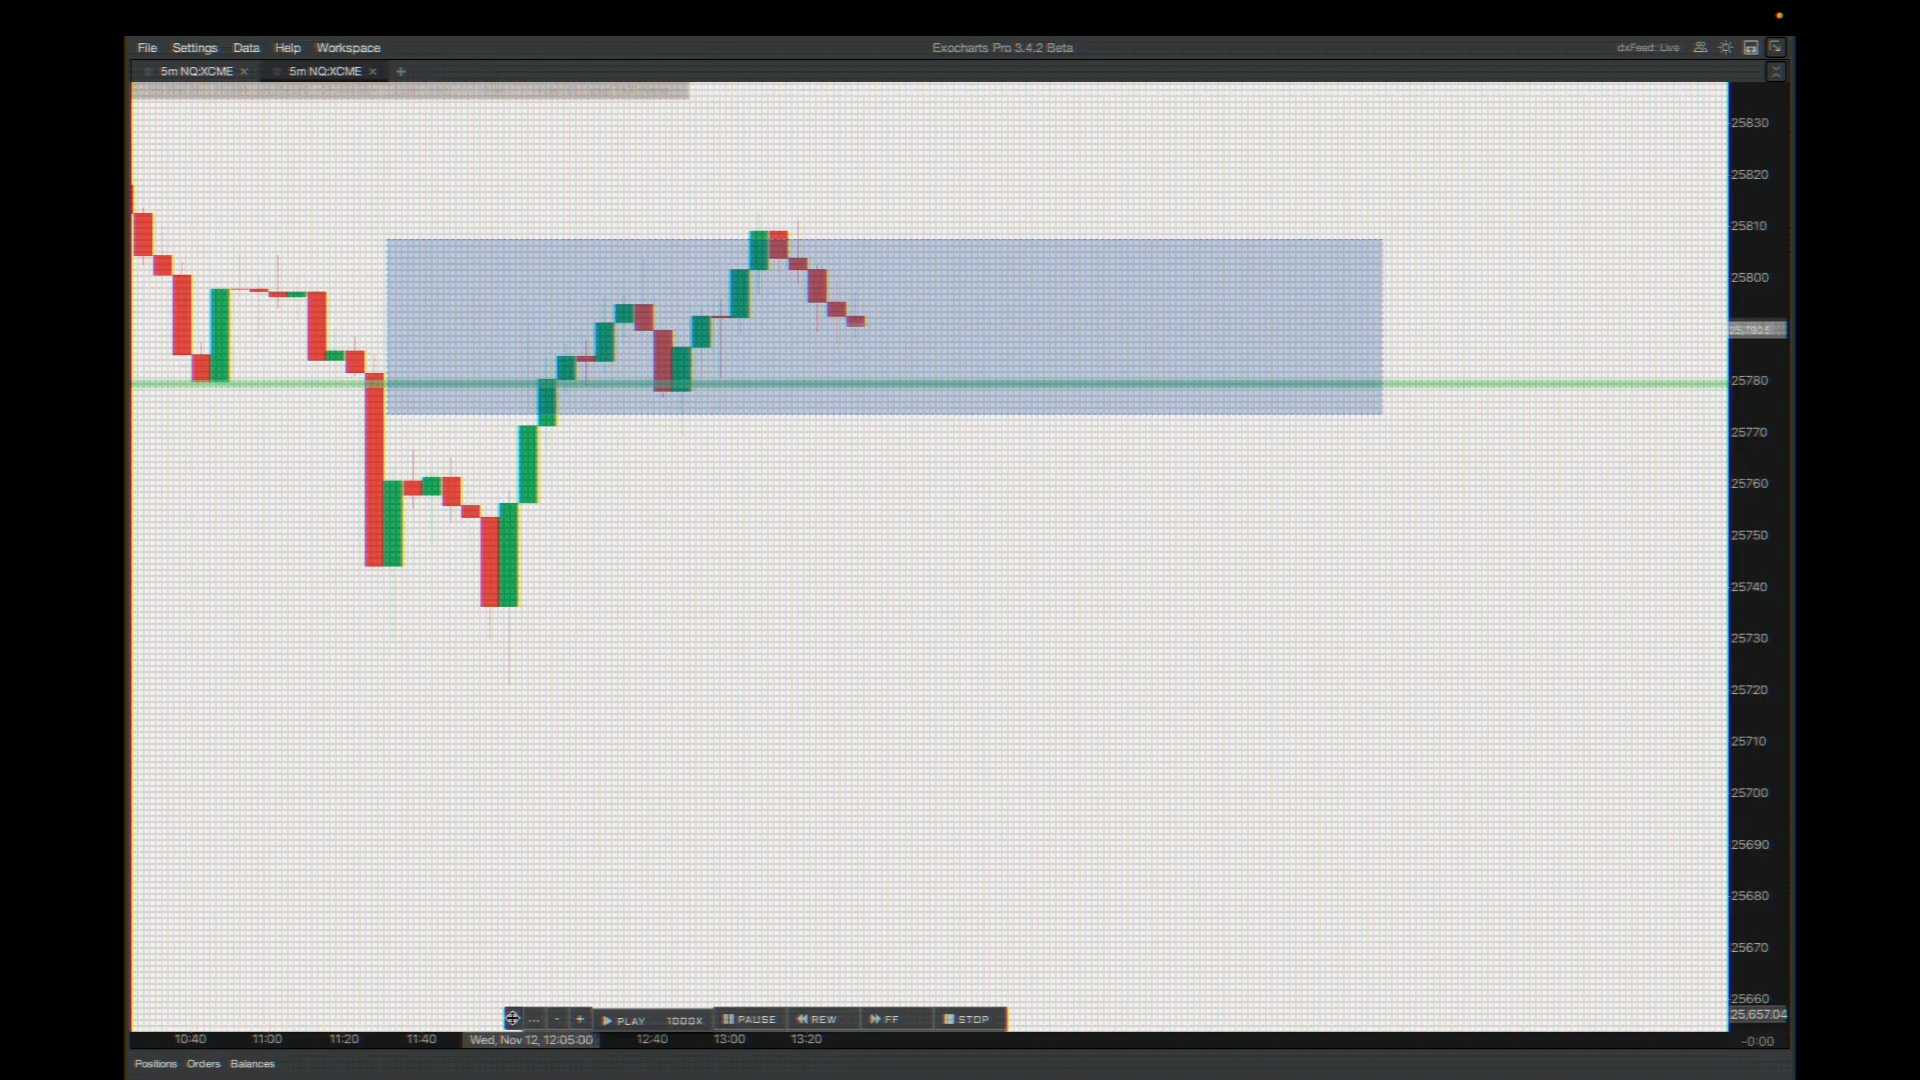 File Settings Data Help Workspace
Exocharts Pro 3.4.2 Beta
dxFeed: Live
5m NQ:XCME
5m NQ:XCME
25830
25820
25810
25800
25780
25770
25760
25750
25740
25730
25720
25710
25700
25690
25680
25670
25660
25,657.04
... - + PLAY 1000X PAUSE REW FF STOP
10:40 11:00 11:20 11:40 Wed, Nov 12, 12:05:00 12:40 13:00 13:20
-0:00
Positions Orders Balances